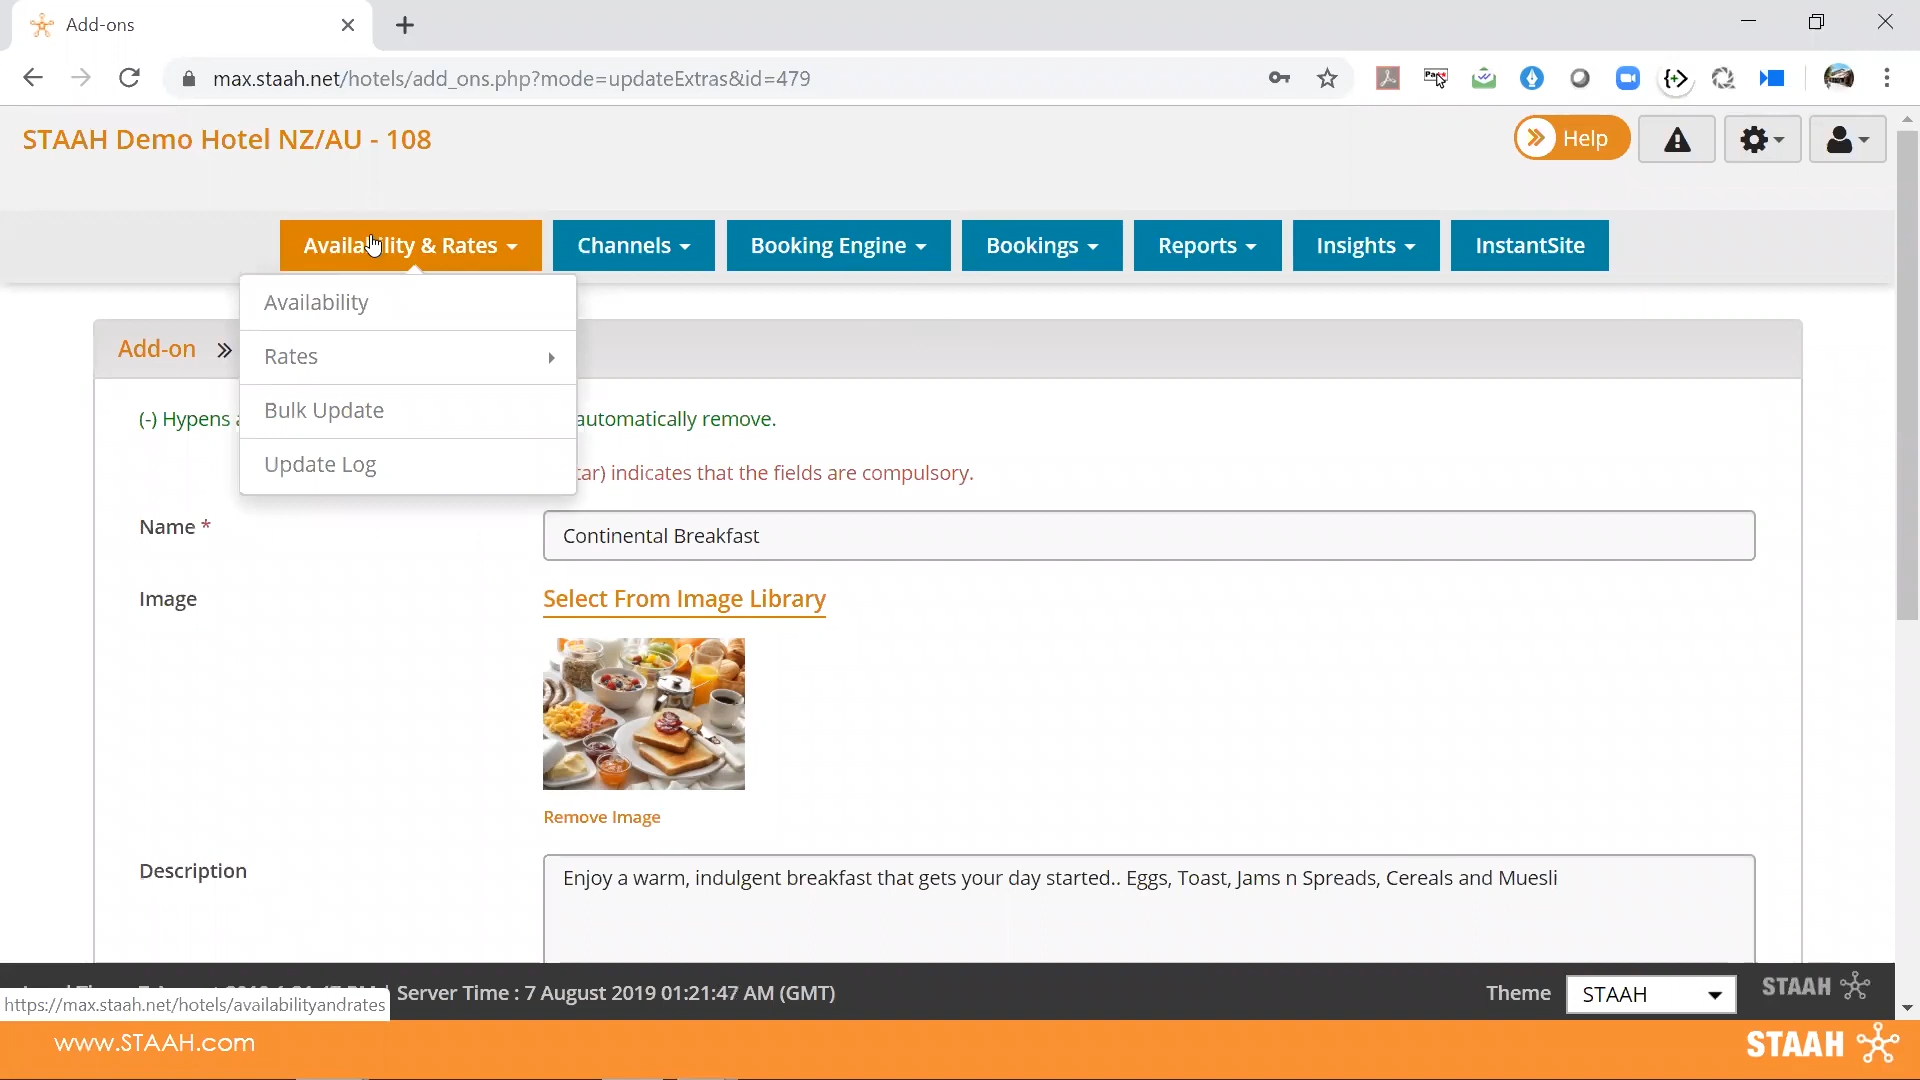 Add-ons
max.staah.net/hotels/add_ons.php?mode=updateExtras&id=479
STAAH Demo Hotel NZ/AU - 108
Help
Availability & Rates
Channels
Booking Engine
Bookings
Reports
Insights
InstantSite
Availability
Rates
Bulk Update
Update Log
Add-on »
(-) Hypens
automatically remove.
indicates that the fields are compulsory.
Name *
Continental Breakfast
Image
Select From Image Library
Remove Image
Description
Enjoy a warm, indulgent breakfast that gets your day started.. Eggs, Toast, Jams n Spreads, Cereals and Muesli
Server Time : 7 August 2019 01:21:47 AM (GMT)
Theme
STAAH
STAAH
https://max.staah.net/hotels/availabilityandrates
www.STAAH.com
STAAH